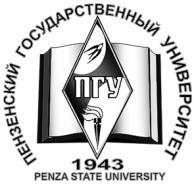 ПЕНЗЕНСКИЙ ГОСУДАРСТВЕННЫЙ УНИВЕРСИТЕТ
ПГУ
1943
PENZA STATE UNIVERSITY